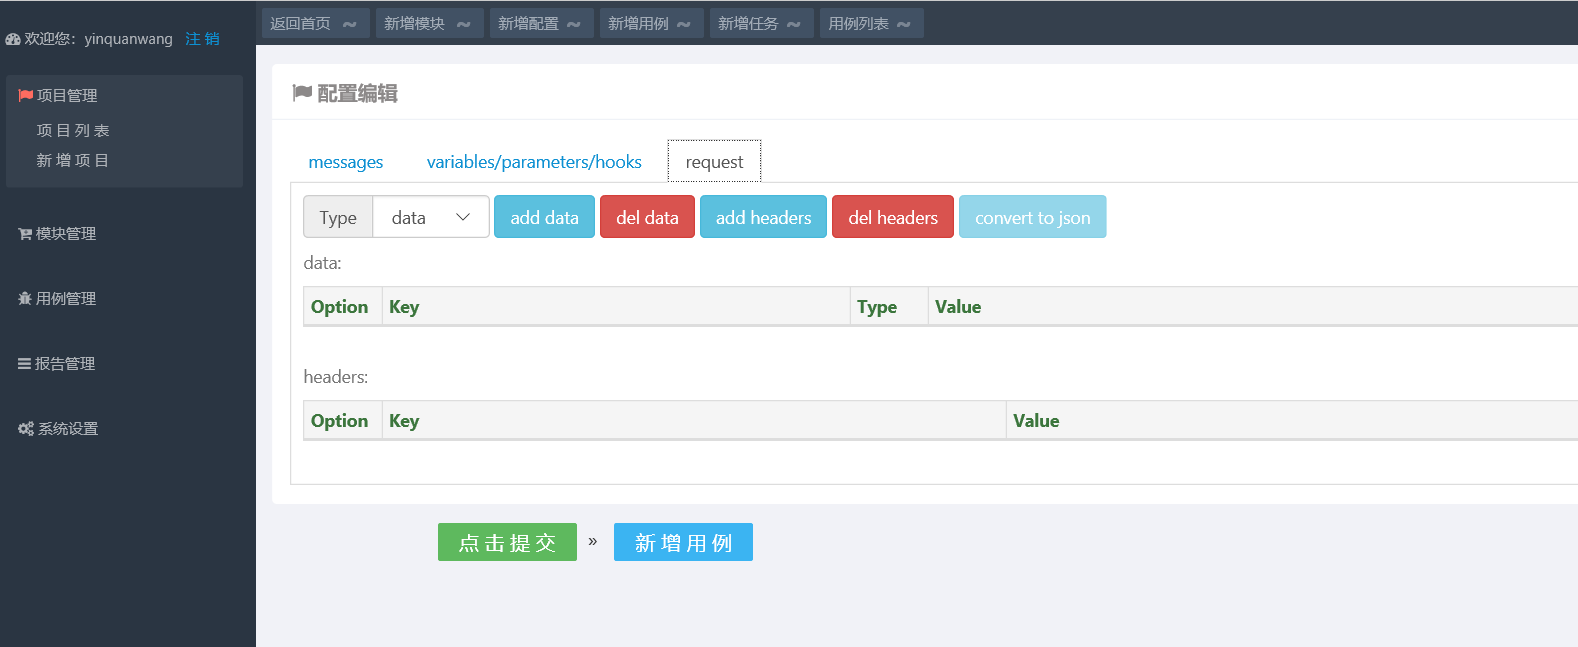 欢迎您：yinquanwang 注 销
项目管理
项 目 列 表
新 增 项 目
模块管理
用例管理
报告管理
系统设置
返回首页 新增模块 新增配置 新增用例 新增任务 用例列表
配置编辑
messages variables/parameters/hooks request
Type data add data del data add headers del headers convert to json
data:
Option Key Type Value
headers:
Option Key Value
点 击 提 交 » 新 增 用 例